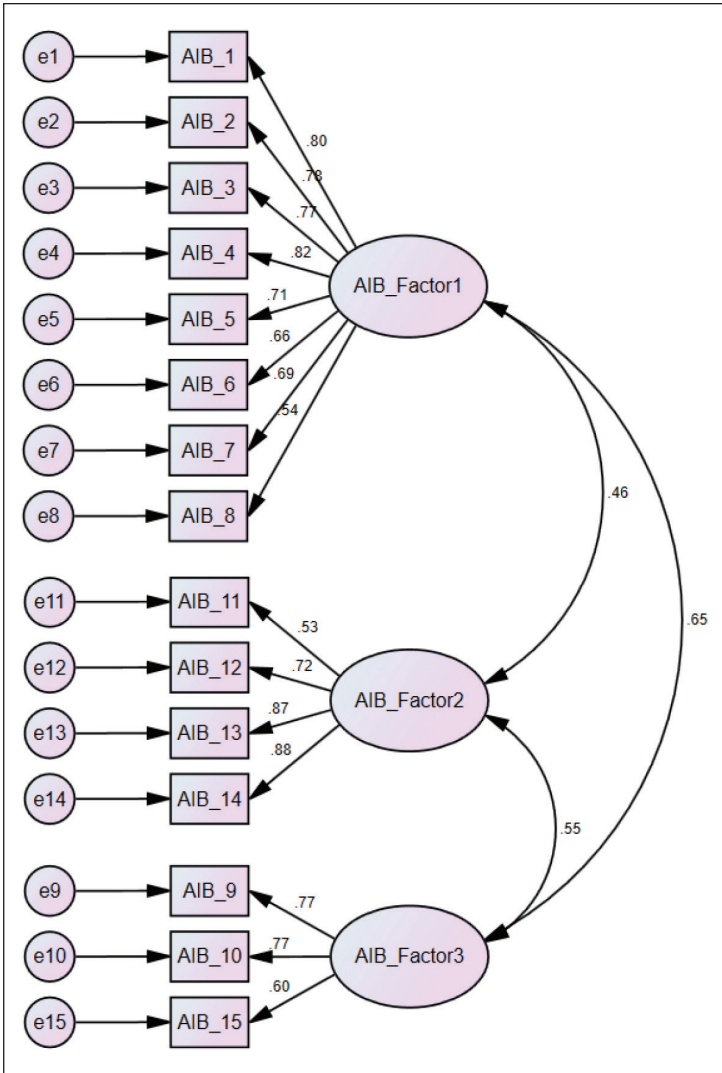 e1 AIB_1
.80
e2 AIB_2
.78
e3 AIB_3
.77
e4 AIB_4
.82
AIB_Factor1
e5 AIB_5
.71
.66
e6 AIB_6
.69
.54
e7 AIB_7
e8 AIB_8
.46
e11 AIB_11
.53
.65
e12 AIB_12
.72
AIB_Factor2
e13 AIB_13
.87
.88
e14 AIB_14
.55
e9 AIB_9
.77
e10 AIB_10
.77
AIB_Factor3
.60
e15 AIB_15